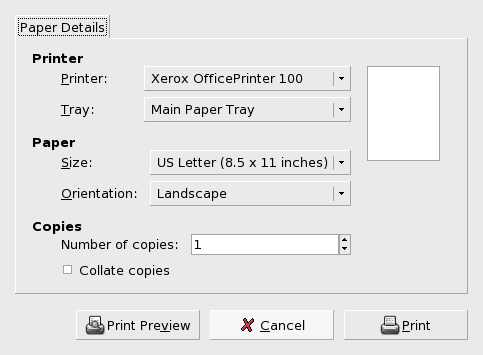 Paper Details
Printer
Printer: Xerox OfficePrinter 100
Tray: Main Paper Tray
Paper
Size: US Letter (8.5 x 11 inches)
Orientation: Landscape
Copies
Number of copies: 1
Collate copies
Print Preview Cancel Print